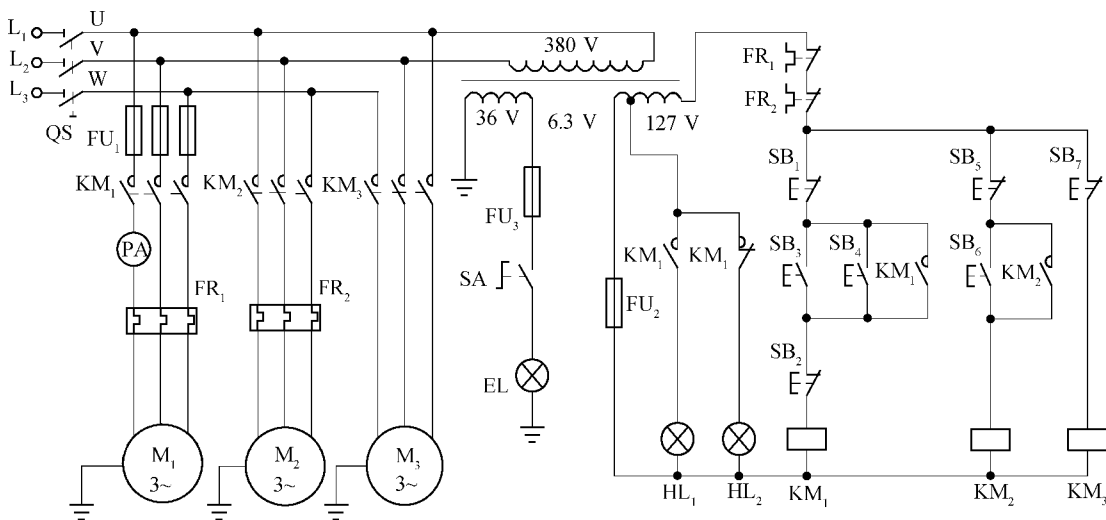 L₁
U
L₂
V
L₃
W
QS
FU₁
380 V
36 V
6.3 V
127 V
FR₁
FR₂
KM₁
KM₂
KM₃
PA
FR₁
FR₂
FU₃
SA
EL
FU₂
KM₁
KM₁
SB₁
SB₅
SB₇
SB₃
SB₄
KM₁
SB₆
KM₂
SB₂
M₁
3~
M₂
3~
M₃
3~
HL₁
HL₂
KM₁
KM₂
KM₃